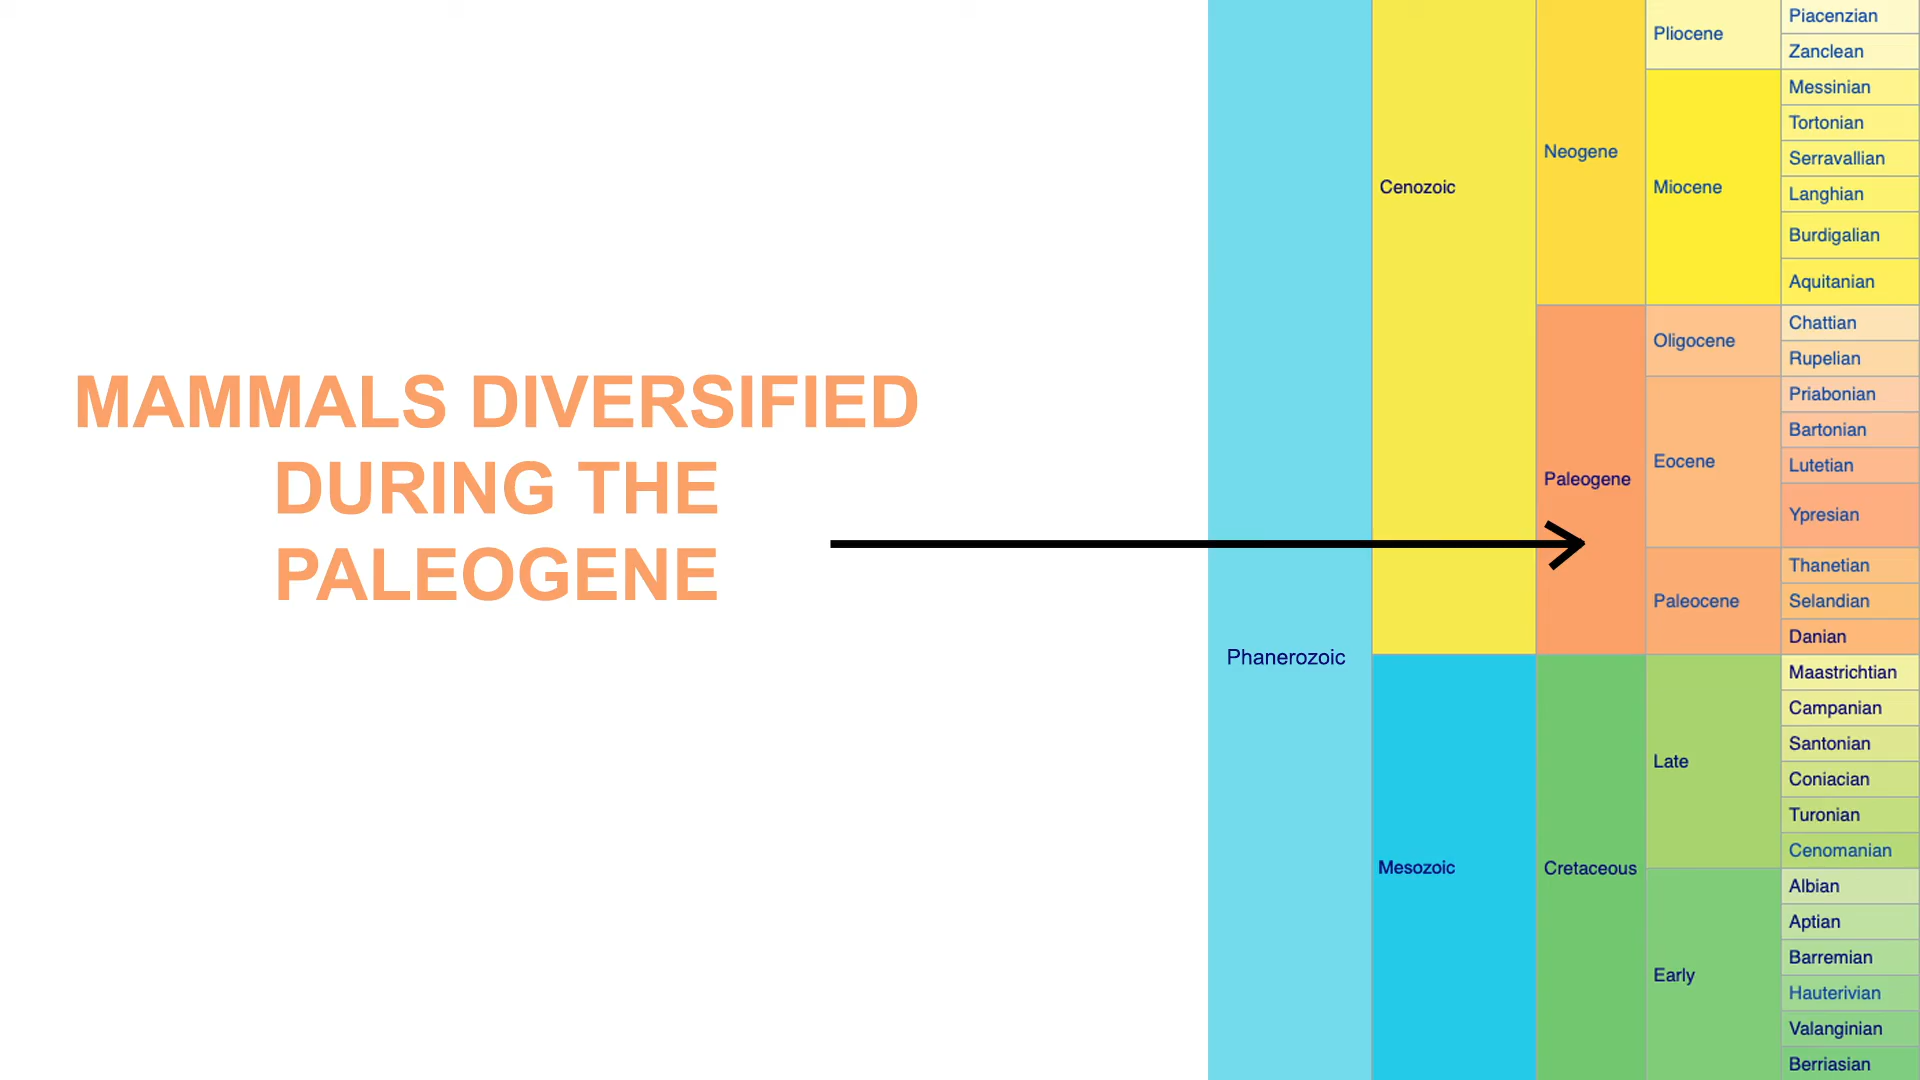 MAMMALS DIVERSIFIED
DURING THE
PALEOGENE
Phanerozoic
Cenozoic
Mesozoic
Neogene
Paleogene
Cretaceous
Pliocene
Miocene
Oligocene
Eocene
Paleocene
Late
Early
Piacenzian
Zanclean
Messinian
Tortonian
Serravallian
Langhian
Burdigalian
Aquitanian
Chattian
Rupelian
Priabonian
Bartonian
Lutetian
Ypresian
Thanetian
Selandian
Danian
Maastrichtian
Campanian
Santonian
Coniacian
Turonian
Cenomanian
Albian
Aptian
Barremian
Hauterivian
Valanginian
Berriasian